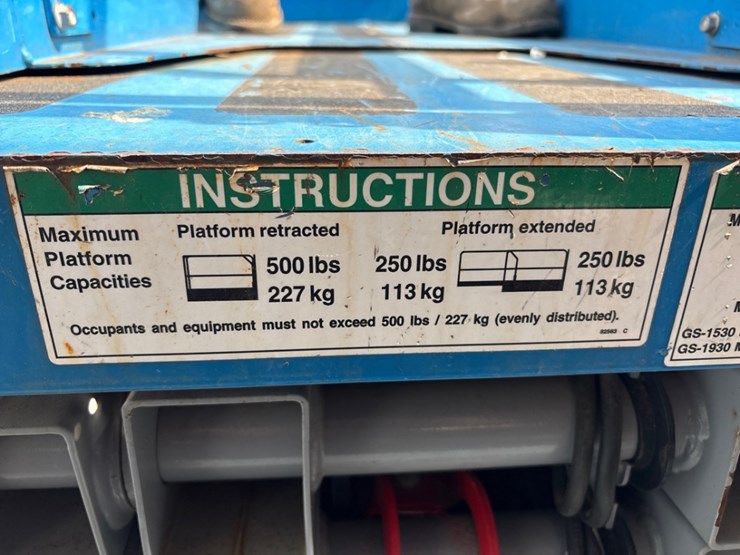 INSTRUCTIONS
Maximum Platform Capacities
Platform retracted
500 lbs
227 kg
Platform extended
250 lbs
113 kg
250 lbs
113 kg
Occupants and equipment must not exceed 500 lbs / 227 kg (evenly distributed).
C
M
GS-1530
GS-1930 M